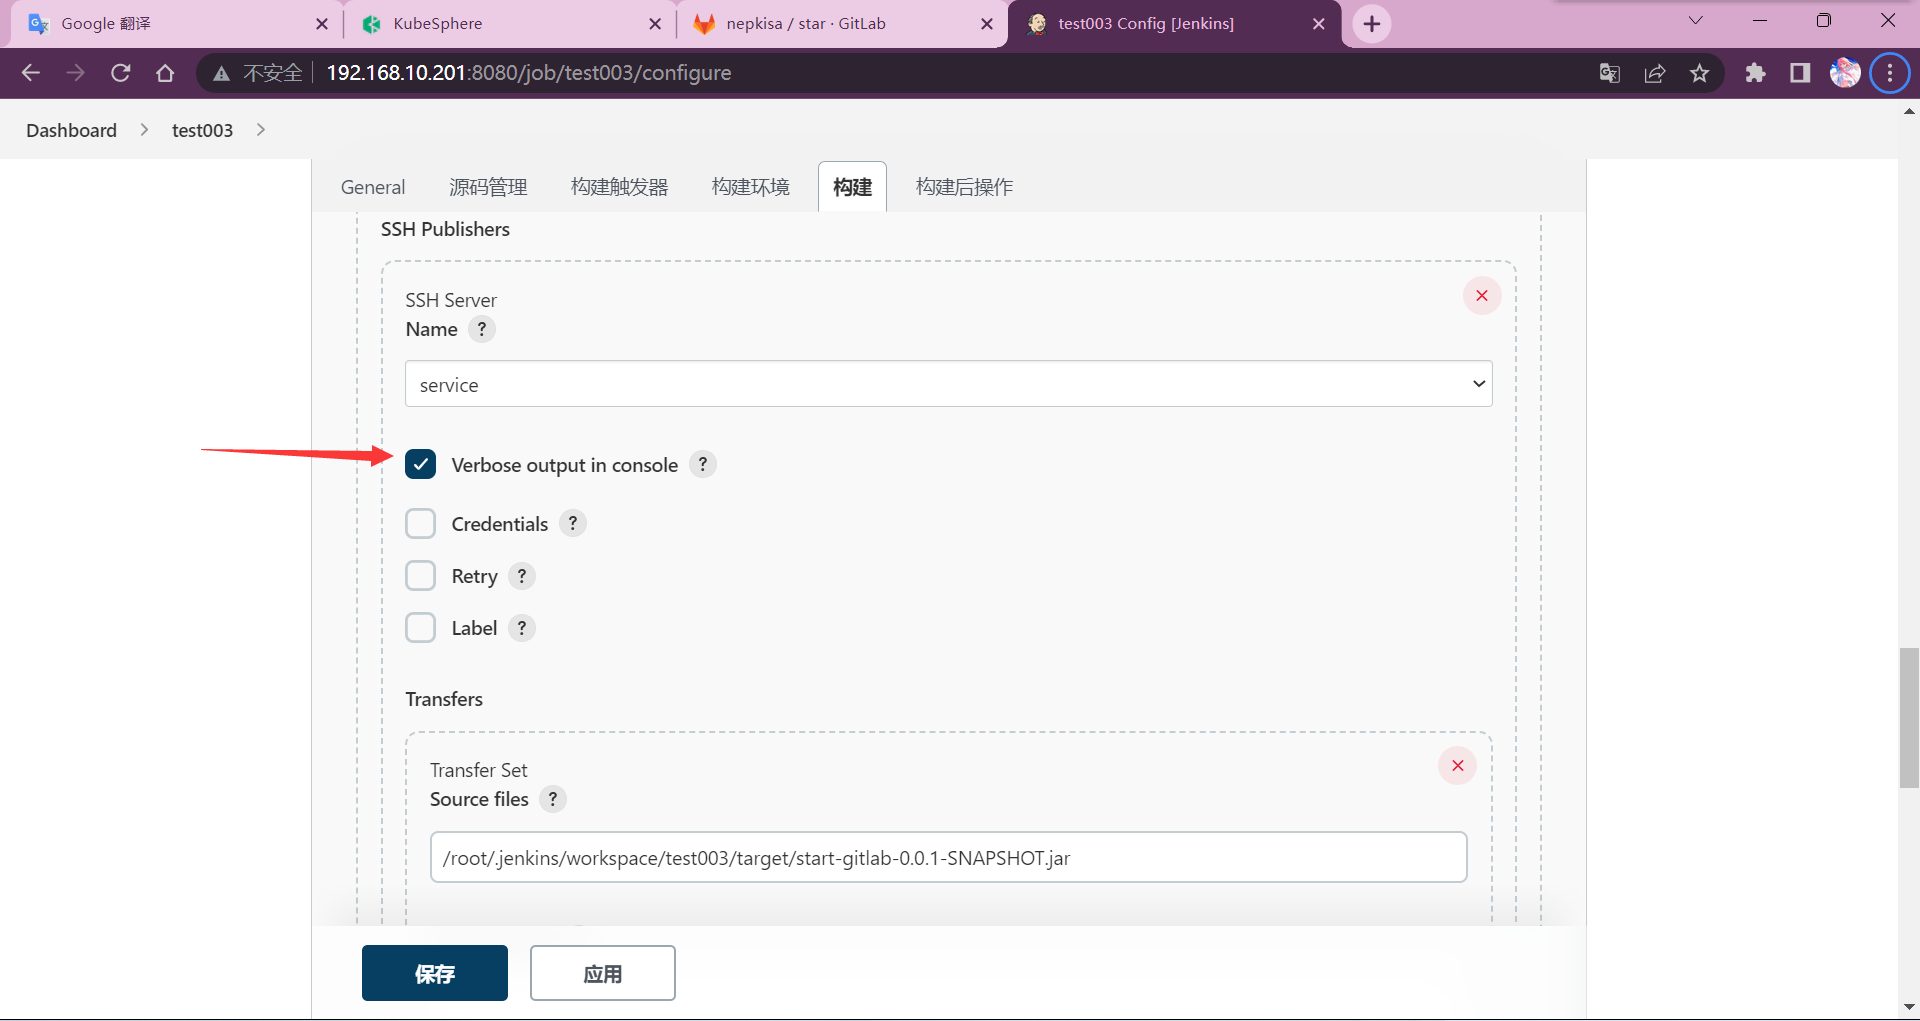 Google 翻译
KubeSphere
nepkisa / star · GitLab
test003 Config [Jenkins]
不安全
192.168.10.201:8080/job/test003/configure
Dashboard
test003
General
源码管理
构建触发器
构建环境
构建
构建后操作
SSH Publishers
SSH Server
Name ?
service
Verbose output in console ?
Credentials ?
Retry ?
Label ?
Transfers
Transfer Set
Source files ?
/root/.jenkins/workspace/test003/target/start-gitlab-0.0.1-SNAPSHOT.jar
保存
应用